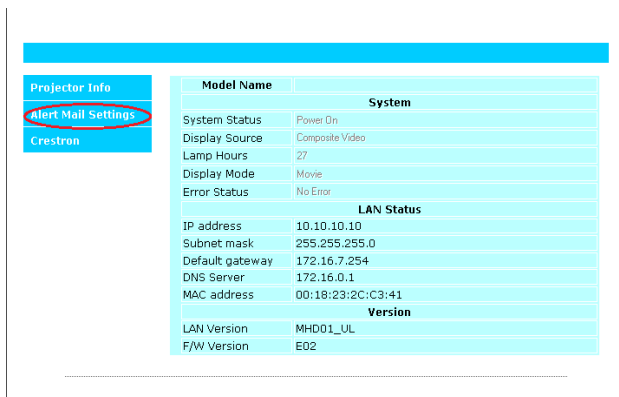 Projector Info
Alert Mail Settings
Crestron
Model Name
System
System Status Power On
Display Source Composite Video
Lamp Hours 27
Display Mode Movie
Error Status No Error
LAN Status
IP address 10.10.10.10
Subnet mask 255.255.255.0
Default gateway 172.16.7.254
DNS Server 172.16.0.1
MAC address 00:18:23:2C:C3:41
Version
LAN Version MHD01_UL
F/W Version E02